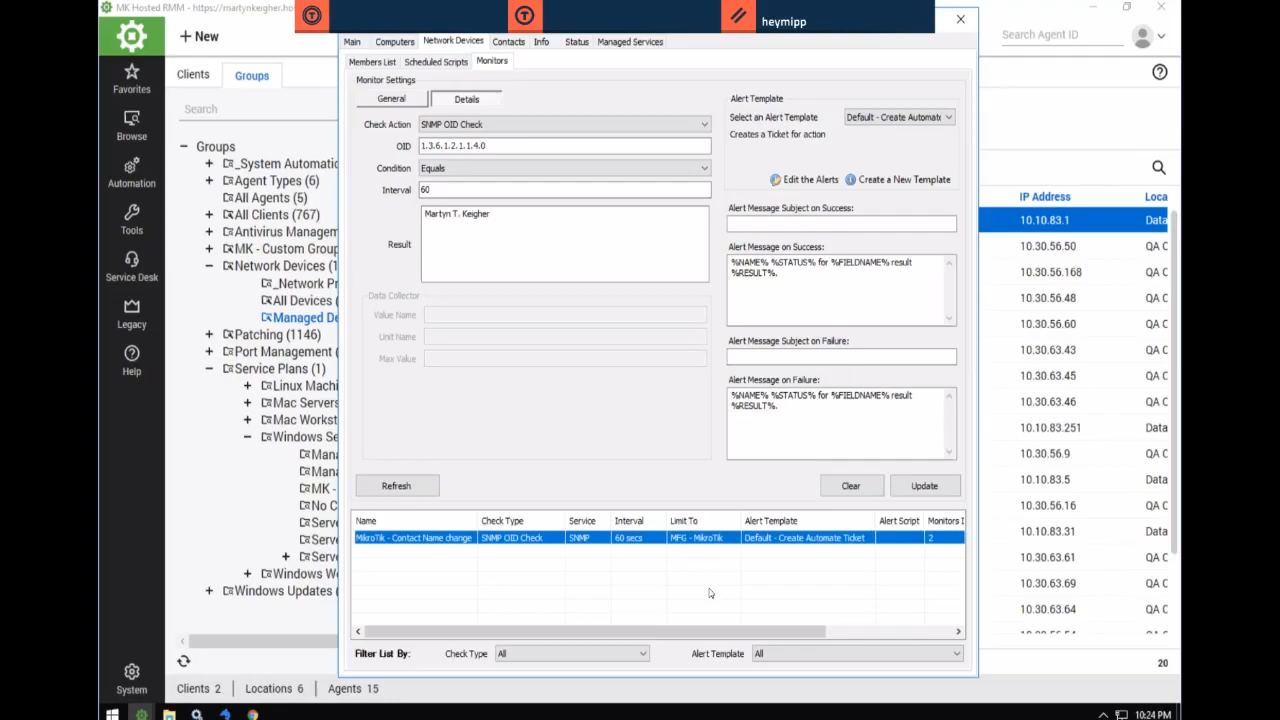 MK Hosted RMM - https://martynkeigher.ho
heymipp
+ New
Search Agent ID
Favorites
Browse
Automation
Tools
Service Desk
Legacy
Help
System
Clients
Groups
Search
Groups
_System Automatic
Agent Types (6)
All Agents (5)
All Clients (767)
Antivirus Managem
MK - Custom Group
Network Devices (1
_Network Pr
All Devices (
Managed De
Patching (1146)
Port Management (
Service Plans (1)
Linux Machi
Mac Servers
Mac Workst
Windows Se
Mana
Mana
MK -
No C
Serve
Serve
Serve
Windows Wo
Windows Updates (
Clients 2 | Locations 6 | Agents 15
Main Computers Network Devices Contacts Info Status Managed Services
Members List Scheduled Scripts Monitors
Monitor Settings
General Details
Check Action SNMP OID Check
OID 1.3.6.1.2.1.1.4.0
Condition Equals
Interval 60
Result Martyn T. Keigher
Data Collector
Value Name
Unit Name
Max Value
Alert Template
Select an Alert Template Default - Create Automate
Creates a Ticket for action
Edit the Alerts Create a New Template
Alert Message Subject on Success:
Alert Message on Success:
%NAME% %STATUS% for %FIELDNAME% result
%RESULT%.
Alert Message Subject on Failure:
Alert Message on Failure:
%NAME% %STATUS% for %FIELDNAME% result
%RESULT%.
Refresh Clear Update
Name Check Type Service Interval Limit To Alert Template Alert Script Monitors I
MikroTik - Contact Name change SNMP OID Check SNMP 60 secs MFG - MikroTik Default - Create Automate Ticket 2
Filter List By: Check Type All Alert Template All
IP Address Loca
10.10.83.1 Data
10.30.56.50 QA C
10.30.56.168 QA C
10.30.56.48 QA C
10.30.56.60 QA C
10.30.63.43 QA C
10.30.63.45 QA C
10.30.63.46 QA C
10.10.83.251 Data
10.30.56.9 QA C
10.10.83.5 Data
10.30.56.16 QA C
10.10.83.31 Data
10.30.63.61 QA C
10.30.63.69 QA C
10.30.63.64 QA C
20
10:24 PM